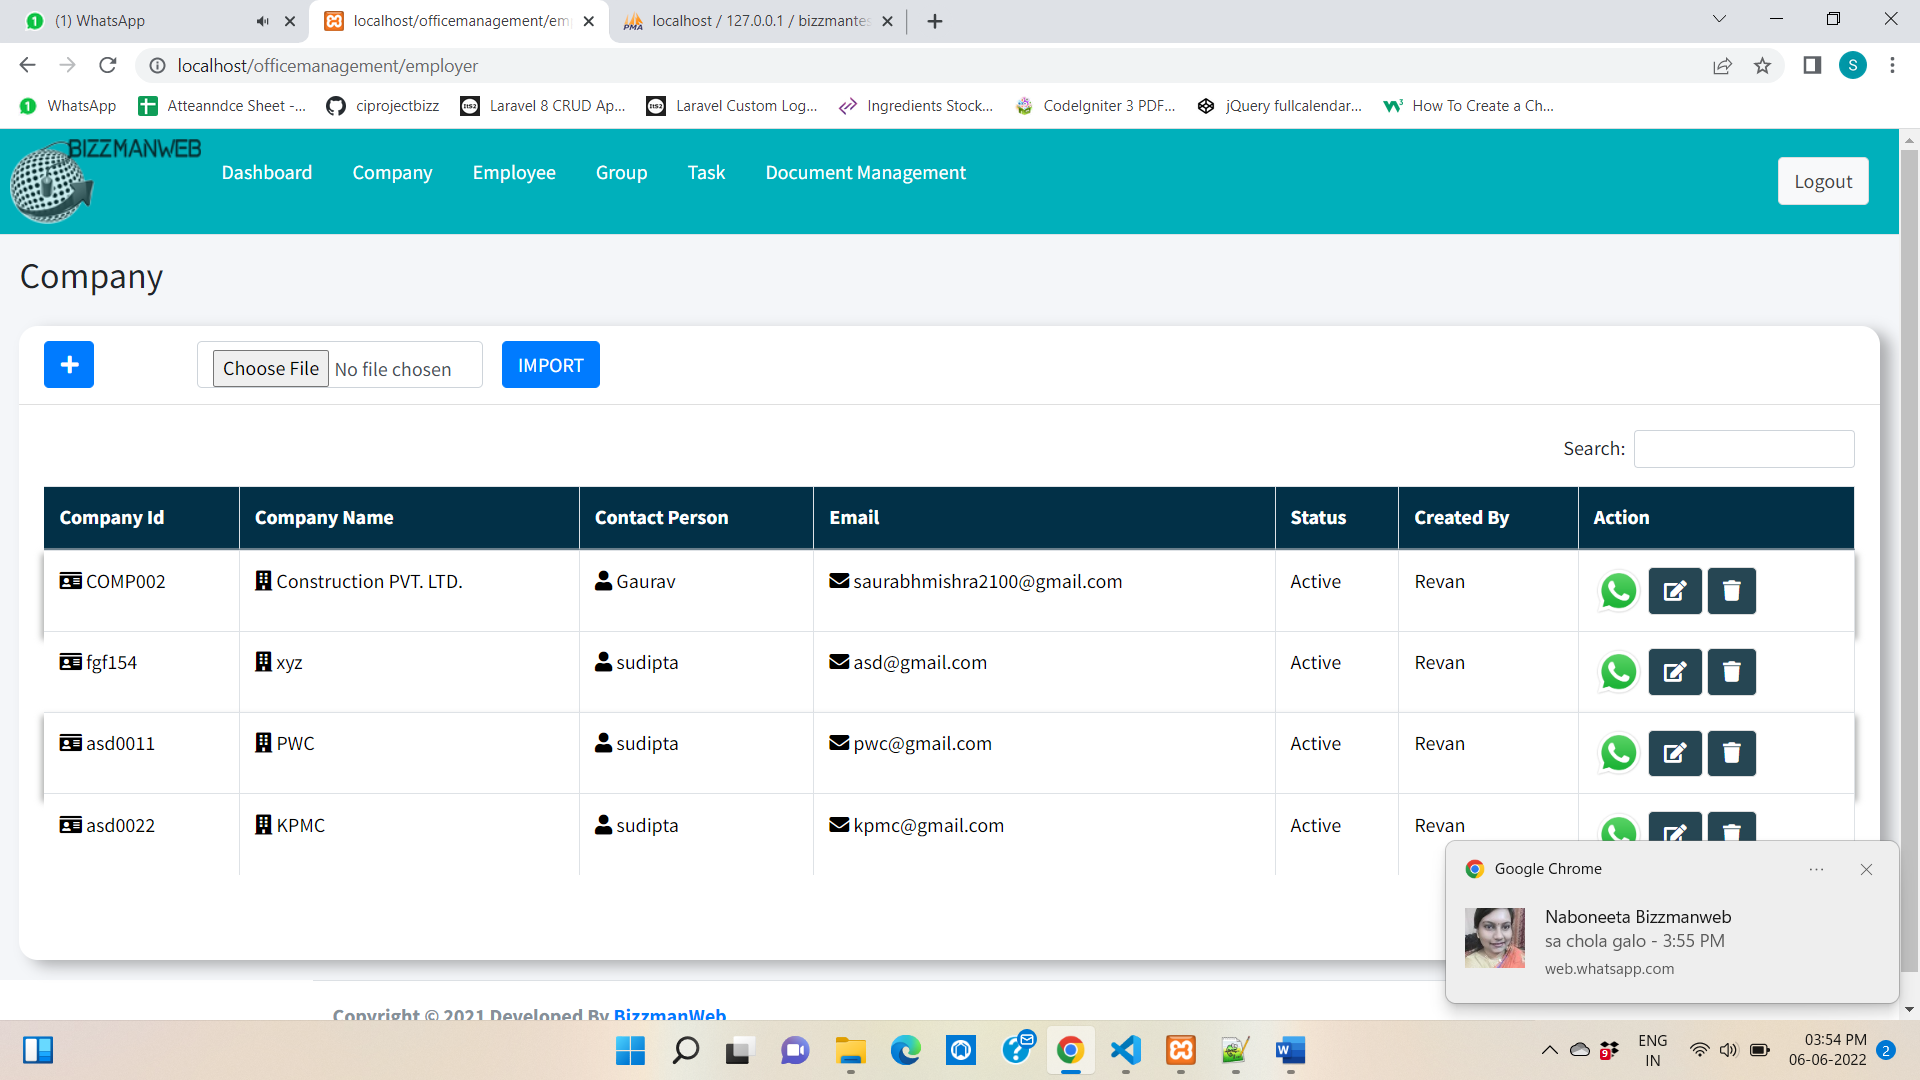 (1) WhatsApp
localhost/officemanagement/em
localhost / 127.0.0.1 / bizzmantes
localhost/officemanagement/employer
S
WhatsApp
Atteanndce Sheet -...
ciprojectbizz
Laravel 8 CRUD Ap...
Laravel Custom Log...
Ingredients Stock...
CodeIgniter 3 PDF...
jQuery fullcalendar...
How To Create a Ch...
BIZZMANWEB
Dashboard
Company
Employee
Group
Task
Document Management
Logout
Company
Choose File No file chosen
IMPORT
Search:
Company Id
Company Name
Contact Person
Email
Status
Created By
Action
COMP002
Construction PVT. LTD.
Gaurav
saurabhmishra2100@gmail.com
Active
Revan
fgf154
xyz
sudipta
asd@gmail.com
Active
Revan
asd0011
PWC
sudipta
pwc@gmail.com
Active
Revan
asd0022
KPMC
sudipta
kpmc@gmail.com
Active
Revan
Google Chrome
Naboneeta Bizzmanweb
sa chola galo - 3:55 PM
web.whatsapp.com
Copyright © 2021 Developed By BizzmanWeb
ENG
IN
03:54 PM
06-06-2022
2